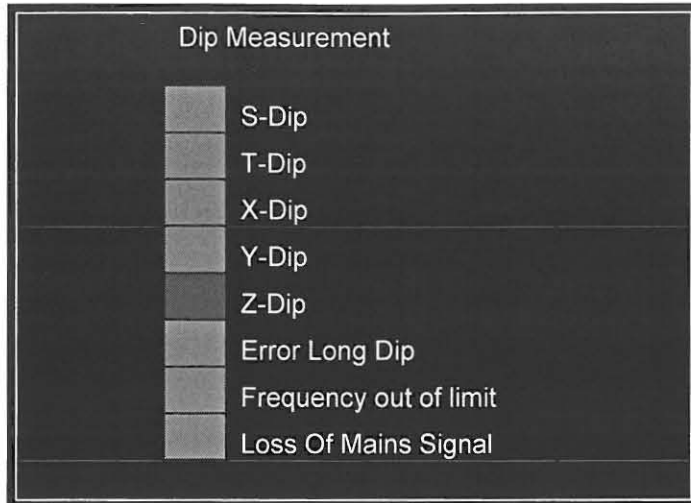 Dip Measurement
S-Dip
T-Dip
X-Dip
Y-Dip
Z-Dip
Error Long Dip
Frequency out of limit
Loss Of Mains Signal